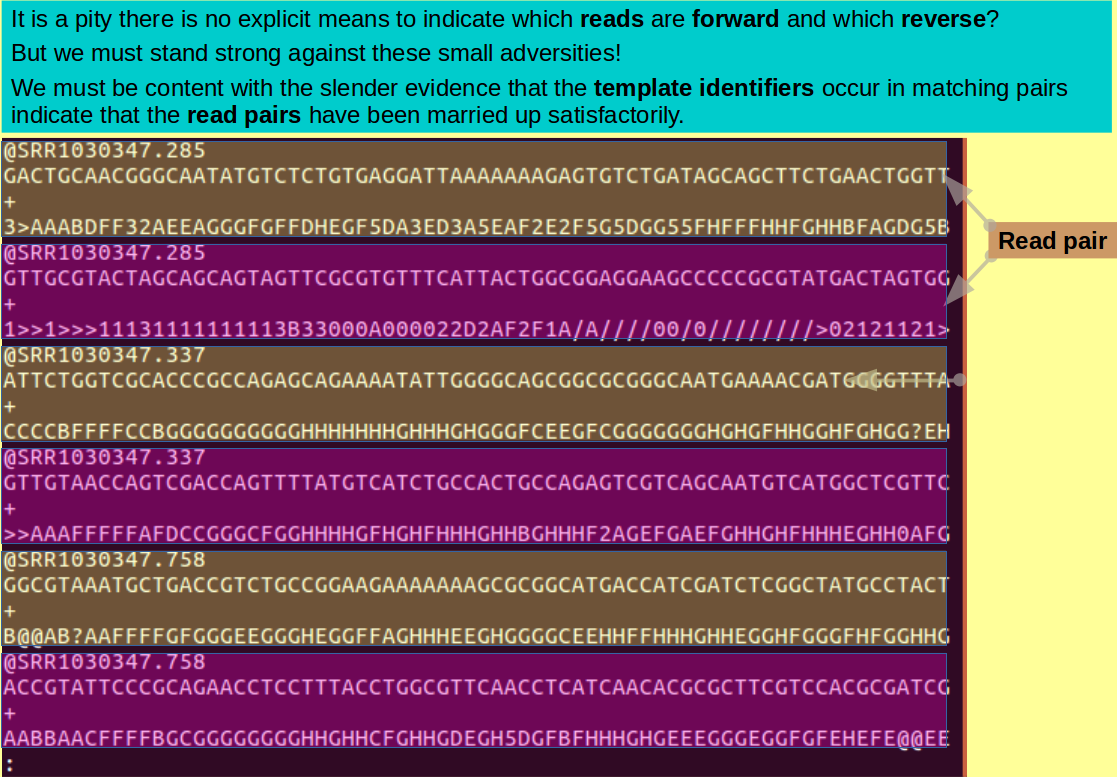 It is a pity there is no explicit means to indicate which reads are forward and which reverse?
But we must stand strong against these small adversities!
We must be content with the slender evidence that the template identifiers occur in matching pairs
indicate that the read pairs have been married up satisfactorily.
@SRR1030347.285
GACTGCAACGGGCAATATGTCTCTGTGAGGATTAAAAAAAGAGTGTCTGATAGCAGCTTCTGAACTGGTT
+
3>AAABDFF32AEEAGGGFGFFDHEGF5DA3ED3A5EAF2E2F5G5DGG55FHFFFHHFGHHBFAGDG5B
@SRR1030347.285
GTTGCGTACTAGCAGCAGTAGTTCGCGTGTTTCATTACTGGCGGAGGAAGCCCCCGCGTATGACTAGTGG
+
1>>1>>>11131111111113B33000A000022D2AF2F1A/A////00/0////////>02121121>
Read pair
@SRR1030347.337
ATTCTGGTCGCACCCGCCAGAGCAGAAAATATTGGGGCAGCGGCGCGGGCAATGAAAACGATGGGGTTTA
+
CCCCBFFFFCCBGGGGGGGGGGHHHHHHHGHHHGHGHGGGFCEEGFCGGGGGGGHGHGFHHGGHFGHGG?EH
@SRR1030347.337
GTTGTAACCAGTCGACCAGTTTTATGTCATCTGCCACTGCCAGAGTCGTCAGCAATGTCATGGCTCGTTC
+
>>AAAFFFFFAFDCCGGGCFGGHHHHGFHGHFHHHGHHBGHHHF2AGEFGAEFGHHGHFHHHEGHH0AFG
@SRR1030347.758
GGCGTAAATGCTGACCGTCTGCCGGAAGAAAAAAAGCGCGGCATGACCATCGATCTCGGCTATGCCTACT
+
B@@AB?AAFFFFGFGGGEEGGGHEGGFFAGHHHEEGHGGGGCEEHHFFHHHGHHEGGHFGGGFHFGGHHG
@SRR1030347.758
ACCGTATTCCCGCAGAACCTCCTTTACCTGGCGTTCAACCTCATCAACACGCGCTTCGTCCACGCGATCG
+
AABBAACFFFFFBGCGGGGGGGGHHGHHCFGHHGDEGH5DGFBFHHHGHGEEEGGGEGGFGFEHEFE@@EE
: